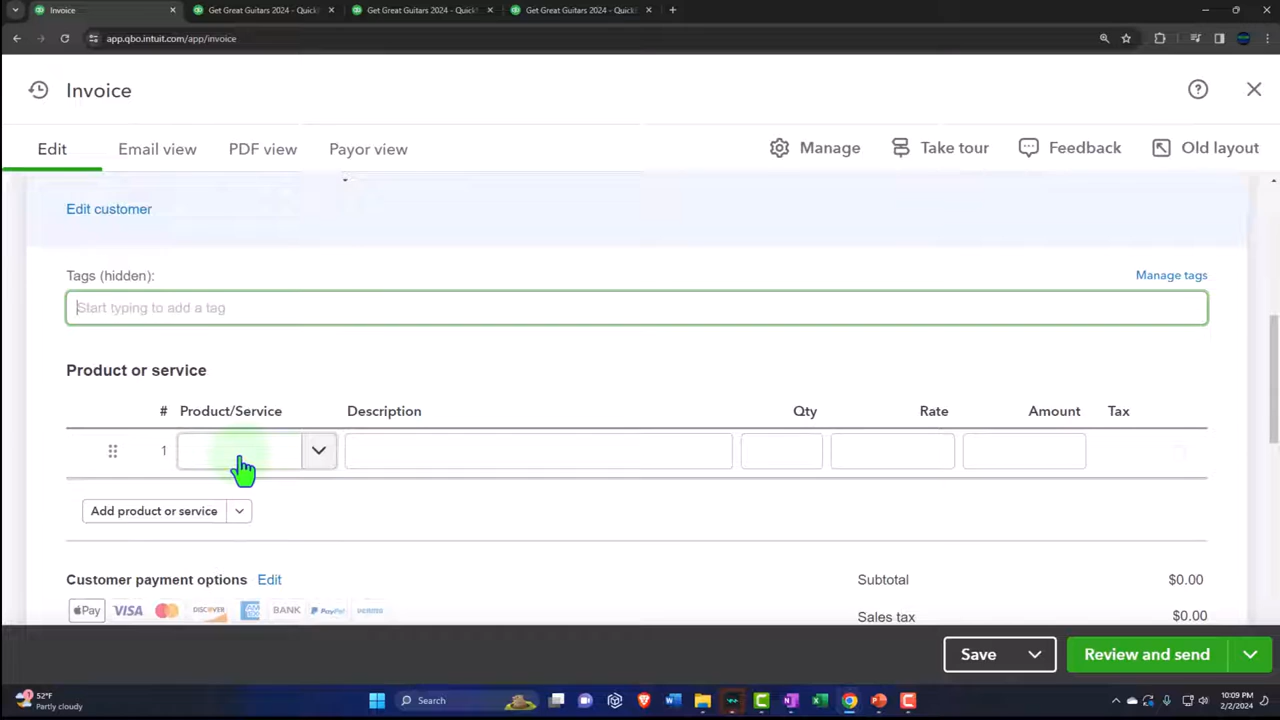 Invoice
Get Great Guitars 2024 - Quick
Get Great Guitars 2024 - Quick
Get Great Guitars 2024 - Quick
app.qbo.intuit.com/app/invoice
Invoice
Edit
Email view
PDF view
Payor view
Manage
Take tour
Feedback
Old layout
Edit customer
Tags (hidden):
Manage tags
Start typing to add a tag
Product or service
# Product/Service Description Qty Rate Amount Tax
1
Add product or service
Customer payment options Edit
Subtotal $0.00
Pay VISA DISCOVER BANK PayPal
Sales tax $0.00
Save
Review and send
52°F
Partly cloudy
Search
10:09 PM
2/2/2024